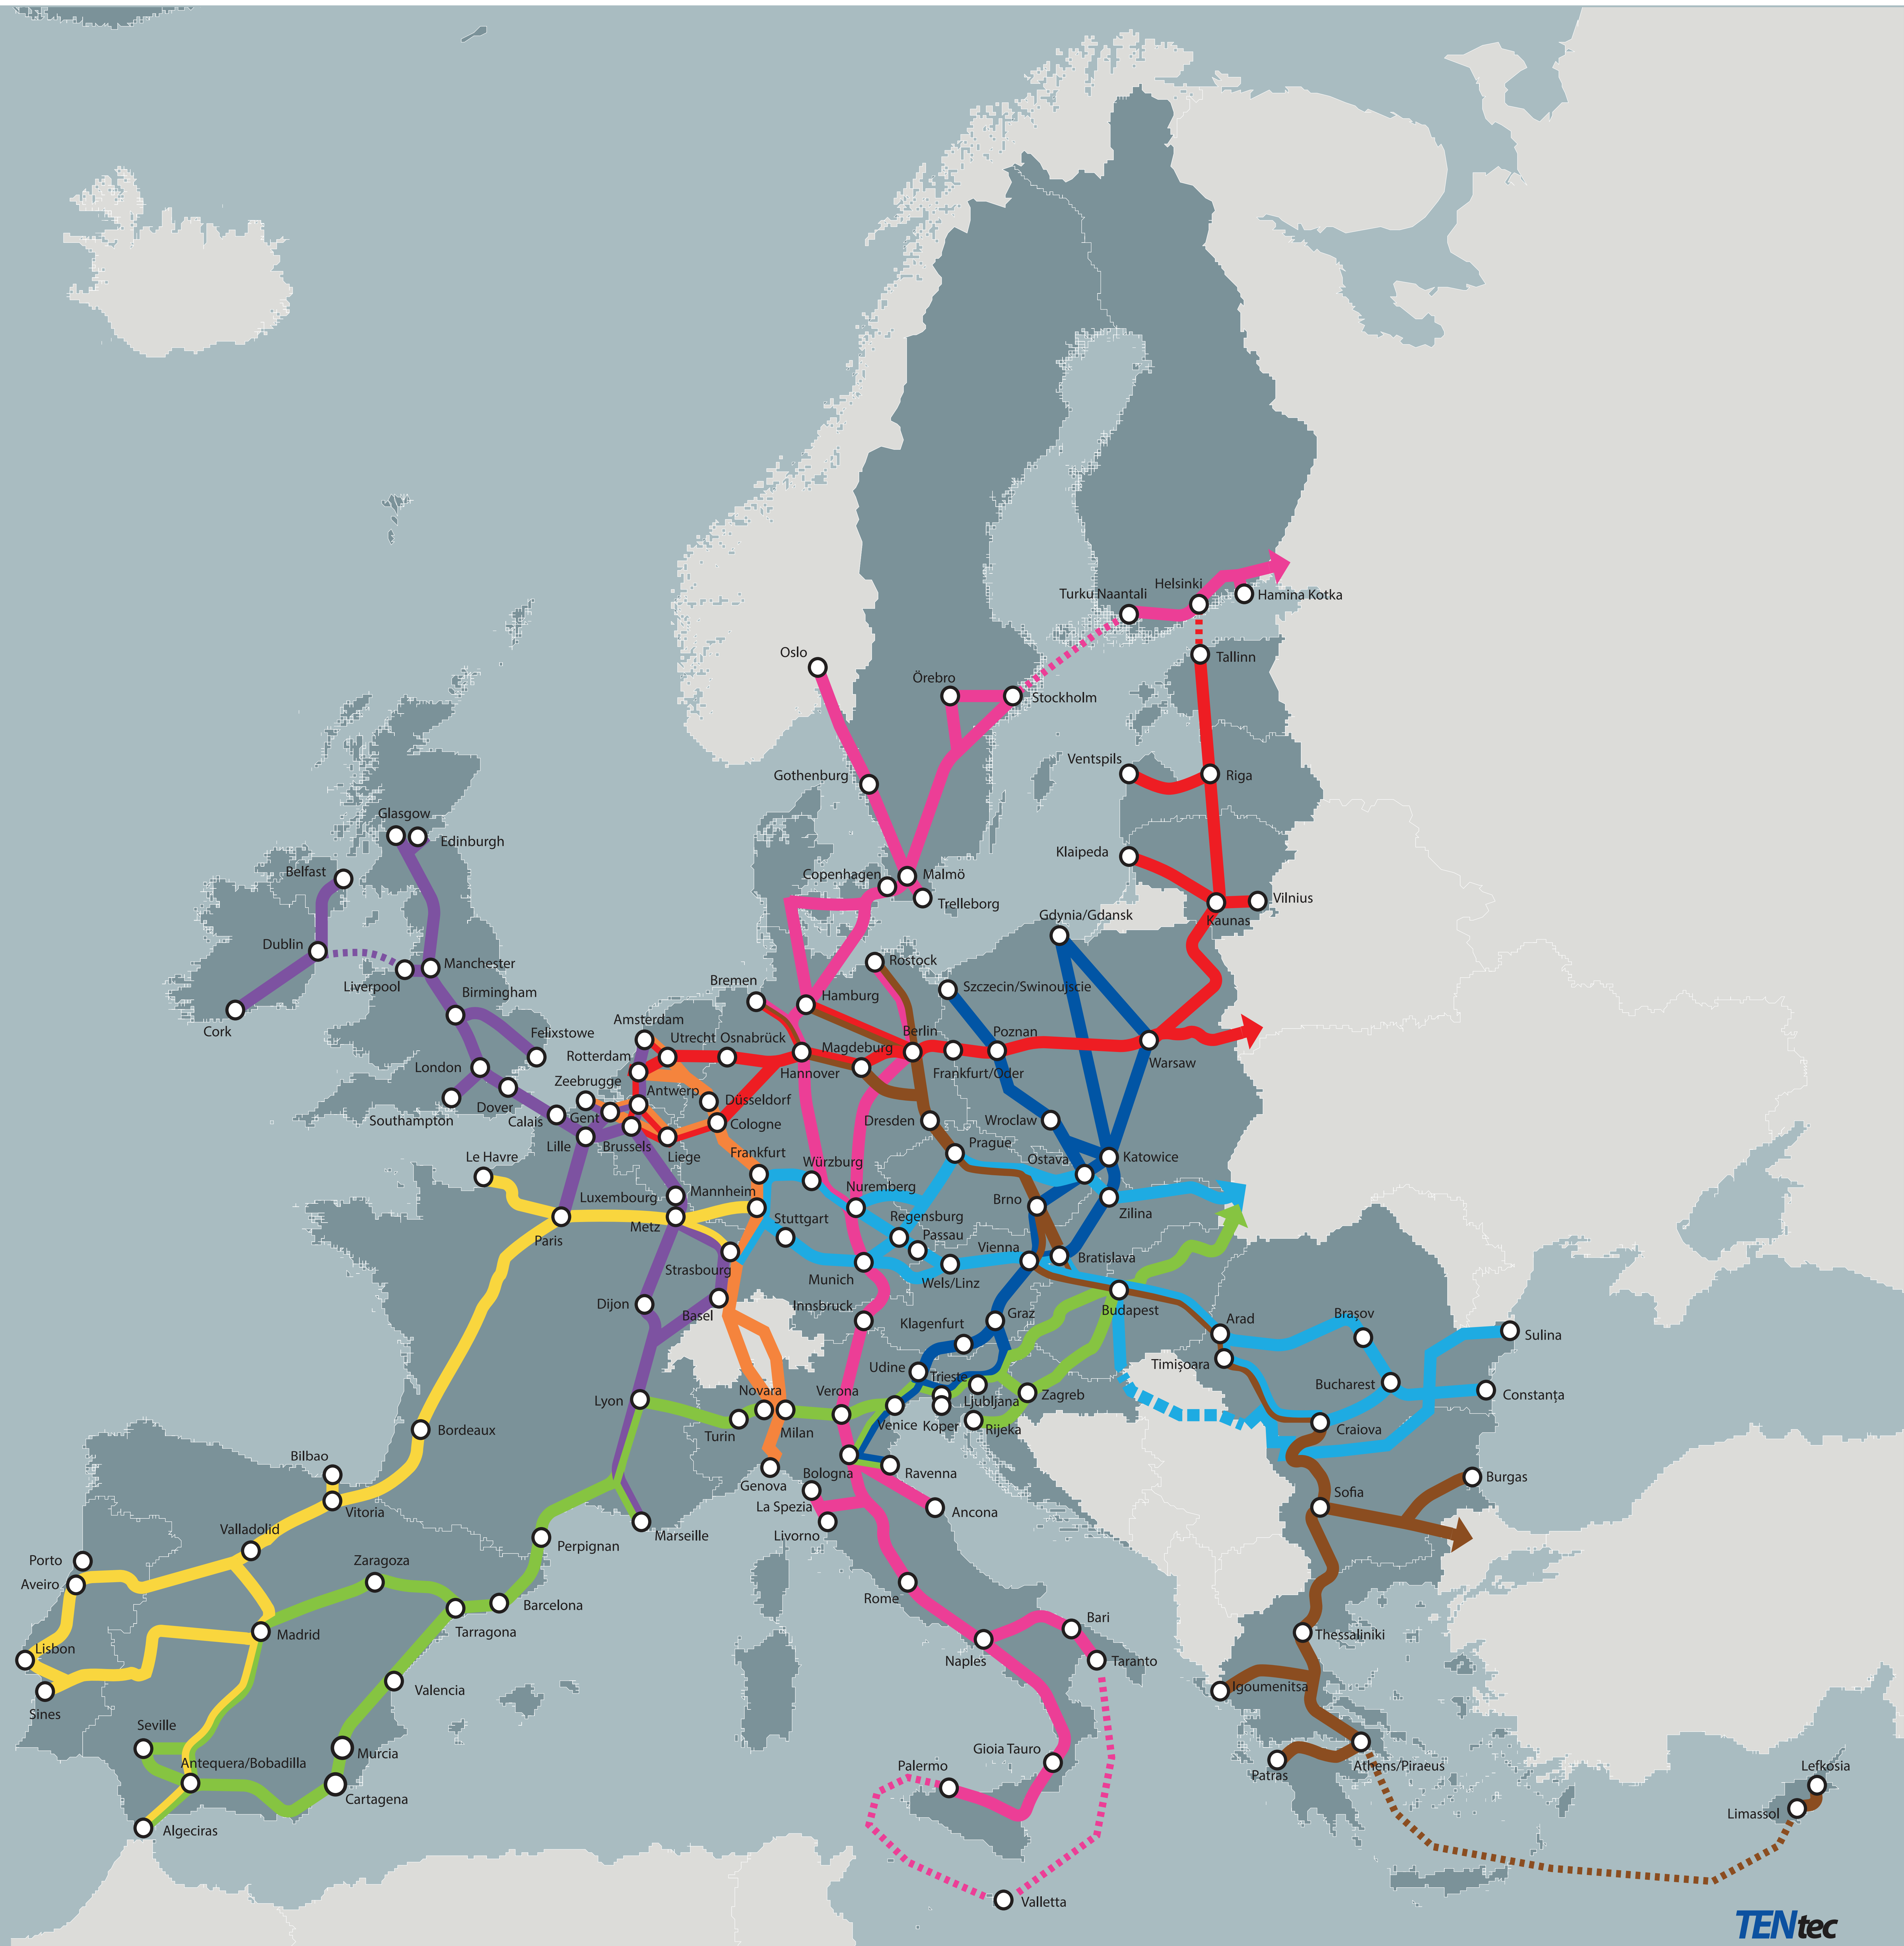 Helsinki
Turku Naantali
Hamina Kotka
Oslo
Tallinn
Örebro
Stockholm
Ventspils
Gothenburg
Riga
Glasgow
Edinburgh
Klaipeda
Belfast
Copenhagen
Malmö
Vilnius
Trelleborg
Gdynia/Gdansk
Kaunas
Dublin
Rostock
Manchester
Bremen
Liverpool
Szczecin/Swinoujscie
Birmingham
Hamburg
Amsterdam
Cork
Felixstowe
Utrecht
Osnabrück
Berlin
Poznan
Magdeburg
Rotterdam
Warsaw
London
Hannover
Frankfurt/Oder
Zeebrugge
Antwerp
Düsseldorf
Dover
Gent
Southampton
Calais
Dresden
Wroclaw
Cologne
Lille
Brussels
Liege
Prague
Frankfurt
Le Havre
Würzburg
Ostava
Katowice
Nuremberg
Luxembourg
Mannheim
Brno
Zilina
Stuttgart
Regensburg
Metz
Paris
Passau
Vienna
Bratislava
Strasbourg
Munich
Wels/Linz
Dijon
Innsbruck
Basel
Graz
Budapest
Klagenfurt
Arad
Braşov
Sulina
Udine
Timişoara
Trieste
Bucharest
Novara
Verona
Zagreb
Constanţa
Lyon
Ljubljana
Venice
Koper
Rijeka
Turin
Milan
Bordeaux
Craiova
Bilbao
Bologna
Ravenna
Burgas
Genova
Sofia
La Spezia
Vitoria
Ancona
Valladolid
Livorno
Marseille
Perpignan
Porto
Zaragoza
Aveiro
Rome
Barcelona
Bari
Tarragona
Madrid
Thessaliniki
Lisbon
Naples
Taranto
Igoumenitsa
Valencia
Sines
Seville
Gioia Tauro
Murcia
Antequera/Bobadilla
Palermo
Athens/Piraeus
Lefkosia
Patras
Cartagena
Limassol
Algeciras
Valletta
TENtec